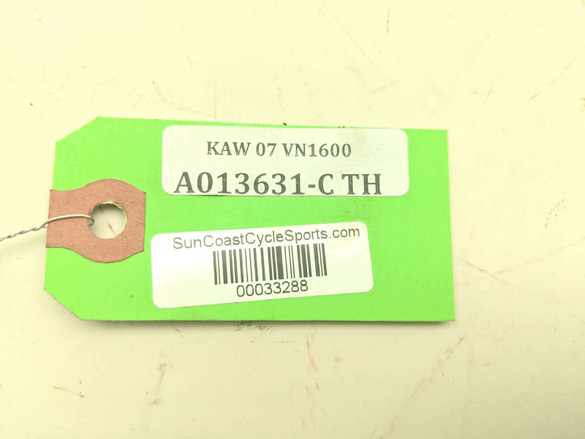 KAW 07 VN1600
A013631-C TH
SunCoastCycleSports.com
00033288